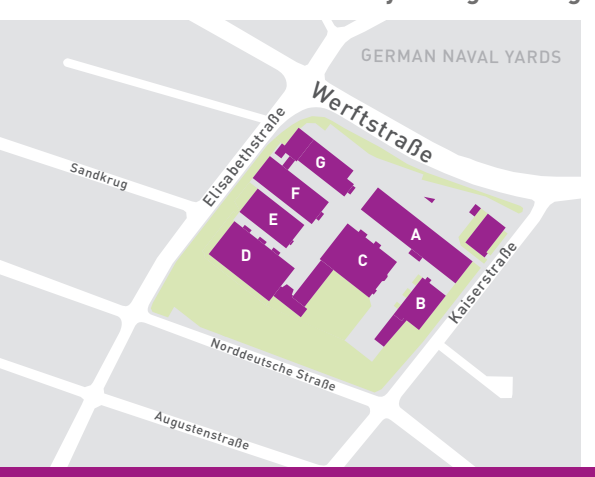 GERMAN NAVAL YARDS
Werftstraße
Elisabethstraße
Sandkrug
G
F
E
A
D
C
B
Kaiserstraße
Norddeutsche Straße
Augustenstraße